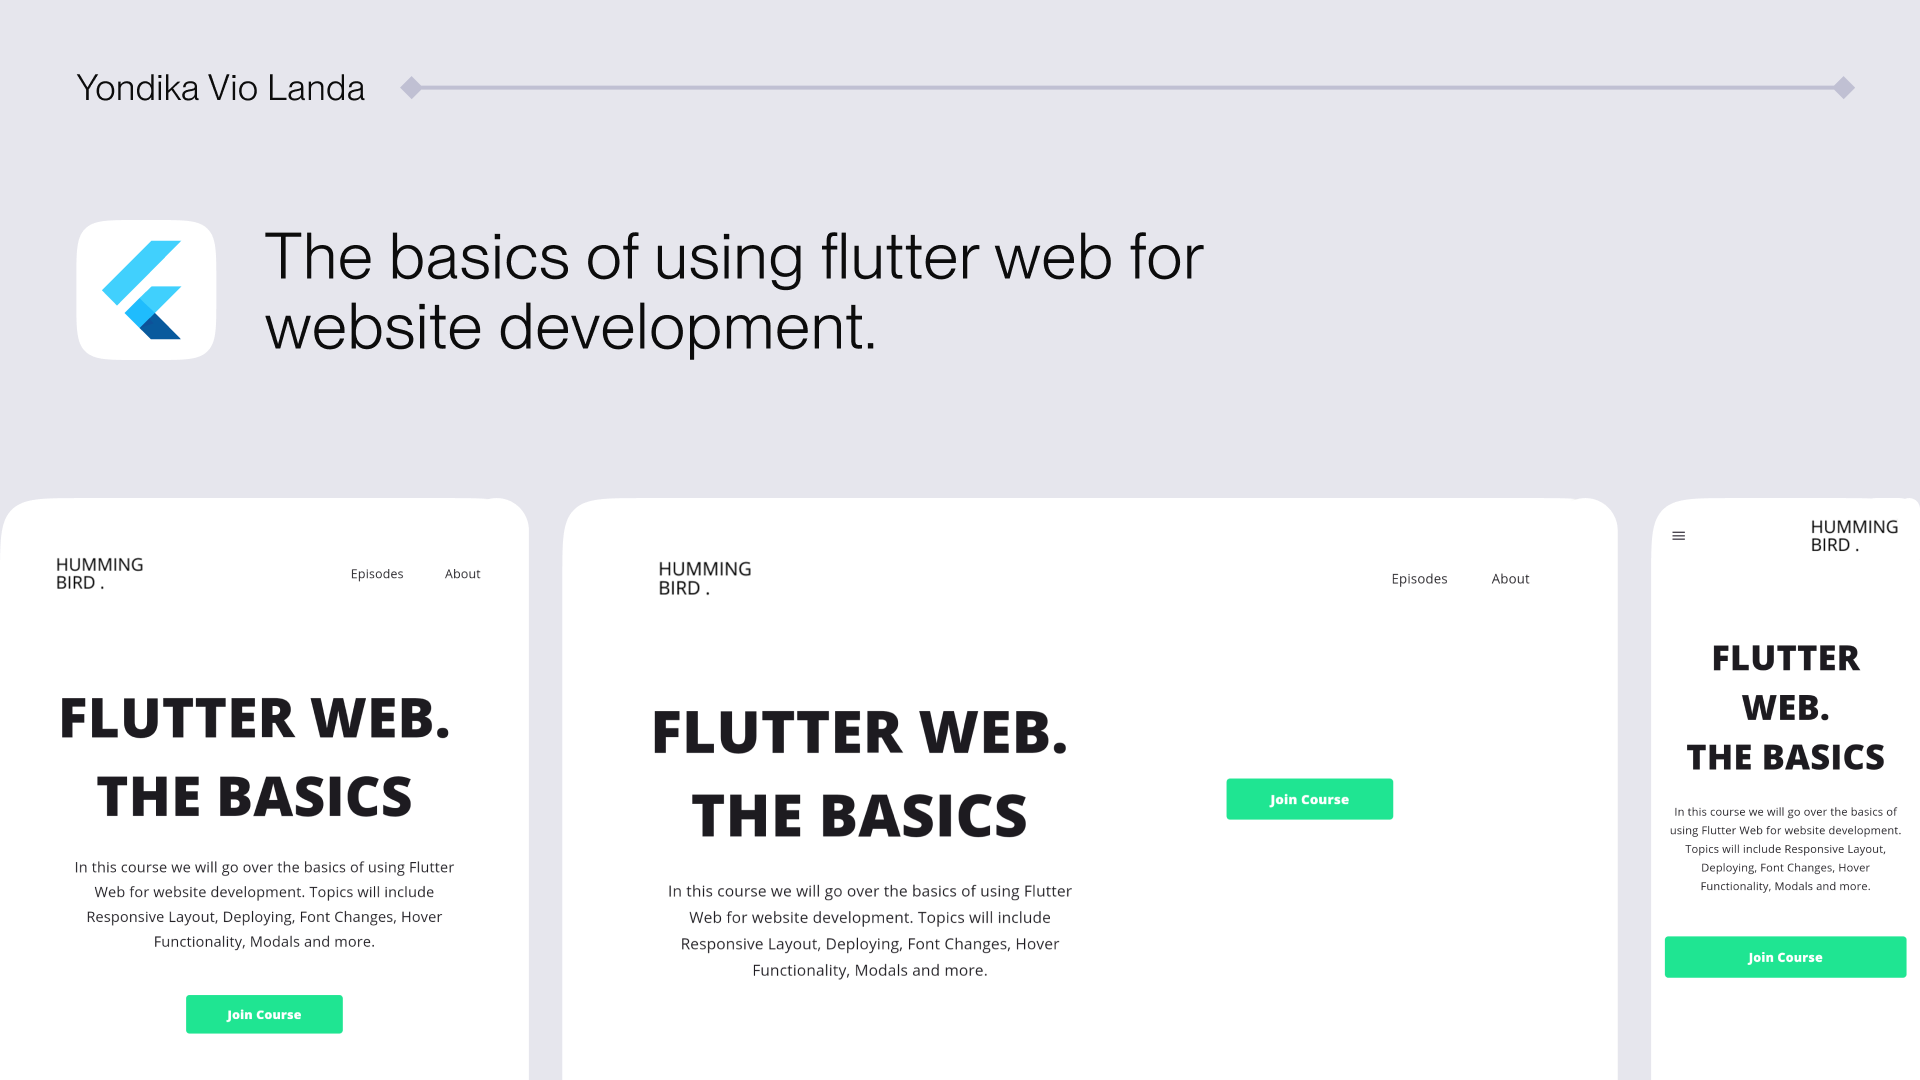 Yondika Vio Landa
The basics of using flutter web for
website development.
HUMMING
BIRD .
Episodes
About
FLUTTER WEB.
THE BASICS
In this course we will go over the basics of using Flutter
Web for website development. Topics will include
Responsive Layout, Deploying, Font Changes, Hover
Functionality, Modals and more.
Join Course
HUMMING
BIRD .
Episodes
About
FLUTTER WEB.
THE BASICS
In this course we will go over the basics of using Flutter
Web for website development. Topics will include
Responsive Layout, Deploying, Font Changes, Hover
Functionality, Modals and more.
Join Course
HUMMING
BIRD .
FLUTTER
WEB.
THE BASICS
In this course we will go over the basics of
using Flutter Web for website development.
Topics will include Responsive Layout,
Deploying, Font Changes, Hover
Functionality, Modals and more.
Join Course